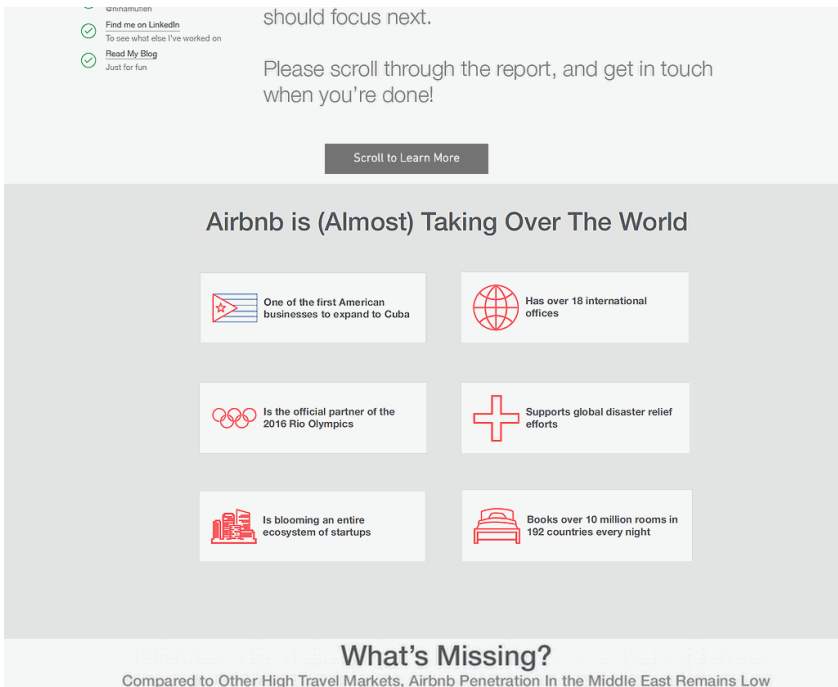 @ninamufleh
Find me on LinkedIn
To see what else I've worked on
Read My Blog
Just for fun
should focus next.
Please scroll through the report, and get in touch
when you're done!
Scroll to Learn More
Airbnb is (Almost) Taking Over The World
One of the first American
businesses to expand to Cuba
Has over 18 international
offices
Is the official partner of the
2016 Rio Olympics
Supports global disaster relief
efforts
Is blooming an entire
ecosystem of startups
Books over 10 million rooms in
192 countries every night
What's Missing?
Compared to Other High Travel Markets, Airbnb Penetration In the Middle East Remains Low